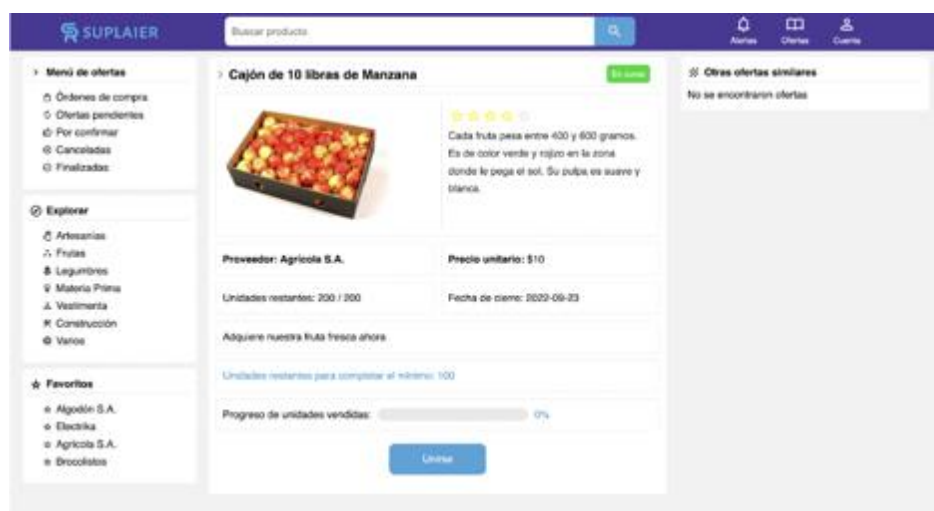 SUPLAIER
Buscar producto
Alertas
Ofertas
Cuenta
Menú de ofertas
Órdenes de compra
Ofertas pendientes
Por confirmar
Canceladas
Finalizadas
Explorar
Artesanías
Frutas
Legumbres
Materia Prima
Vestimenta
Construcción
Varios
Favoritos
Algodón S.A.
Electrika
Agrícola S.A.
Brocolistos
Cajón de 10 libras de Manzana
En curso
Cada fruta pesa entre 400 y 600 gramos.
Es de color verde y rojizo en la zona
donde le pega el sol. Su pulpa es suave y
blanca.
Proveedor: Agrícola S.A.
Precio unitario: $10
Unidades restantes: 200 / 200
Fecha de cierre: 2022-09-23
Adquiere nuestra fruta fresca ahora
Unidades restantes para completar el mínimo: 100
Progreso de unidades vendidas:
0%
Unirse
Otras ofertas similares
No se encontraron ofertas